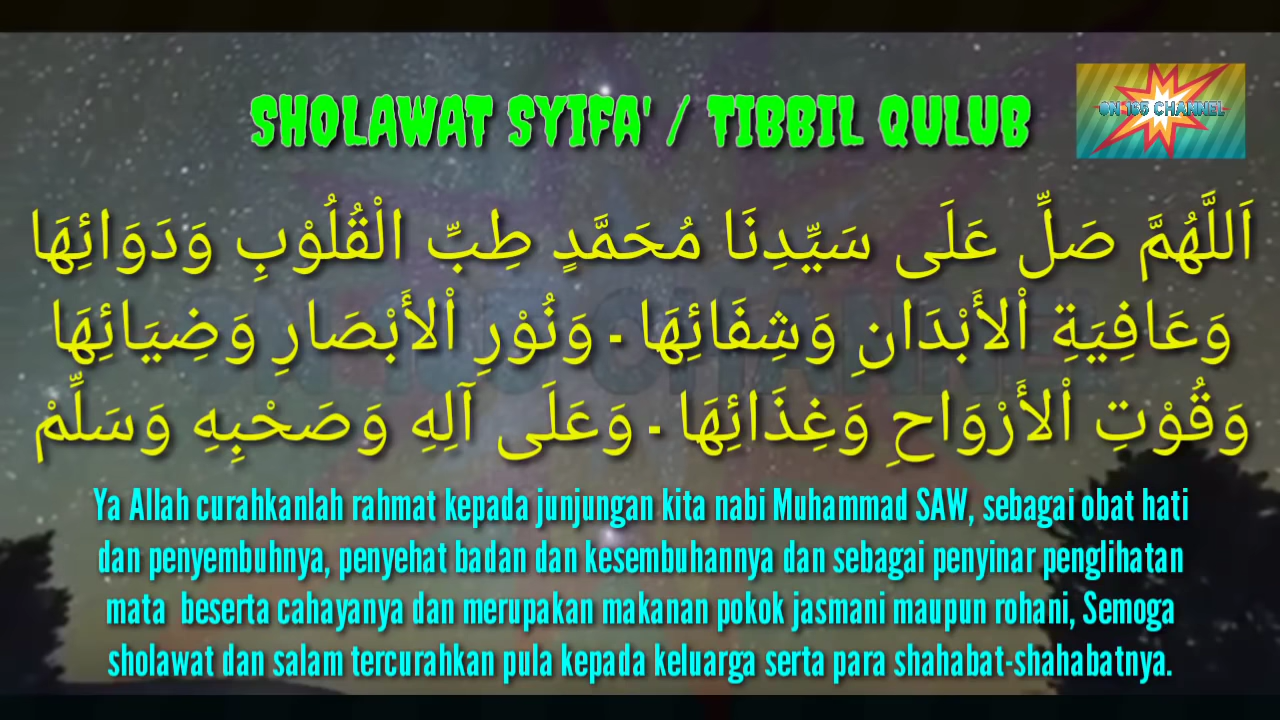 SHOLAWAT SYIFA' / TIBBIL QULUB
ON 165 CHANNEL
اَللَّهُمَّ صَلِّ عَلَى سَيِّدِنَا مُحَمَّدٍ طِبِّ الْقُلُوْبِ وَدَوَائِهَا
وَعَافِيَةِ اْلأَبْدَانِ وَشِفَائِهَا - وَنُوْرِ اْلأَبْصَارِ وَضِيَائِهَا
وَقُوْتِ اْلأَرْوَاحِ وَغِذَائِهَا - وَعَلَى آلِهِ وَصَحْبِهِ وَسَلِّمْ
Ya Allah curahkanlah rahmat kepada junjungan kita nabi Muhammad SAW, sebagai obat hati
dan penyembuhnya, penyehat badan dan kesembuhannya dan sebagai penyinar penglihatan
mata beserta cahayanya dan merupakan makanan pokok jasmani maupun rohani, Semoga
sholawat dan salam tercurahkan pula kepada keluarga serta para shahabat-shahabatnya.